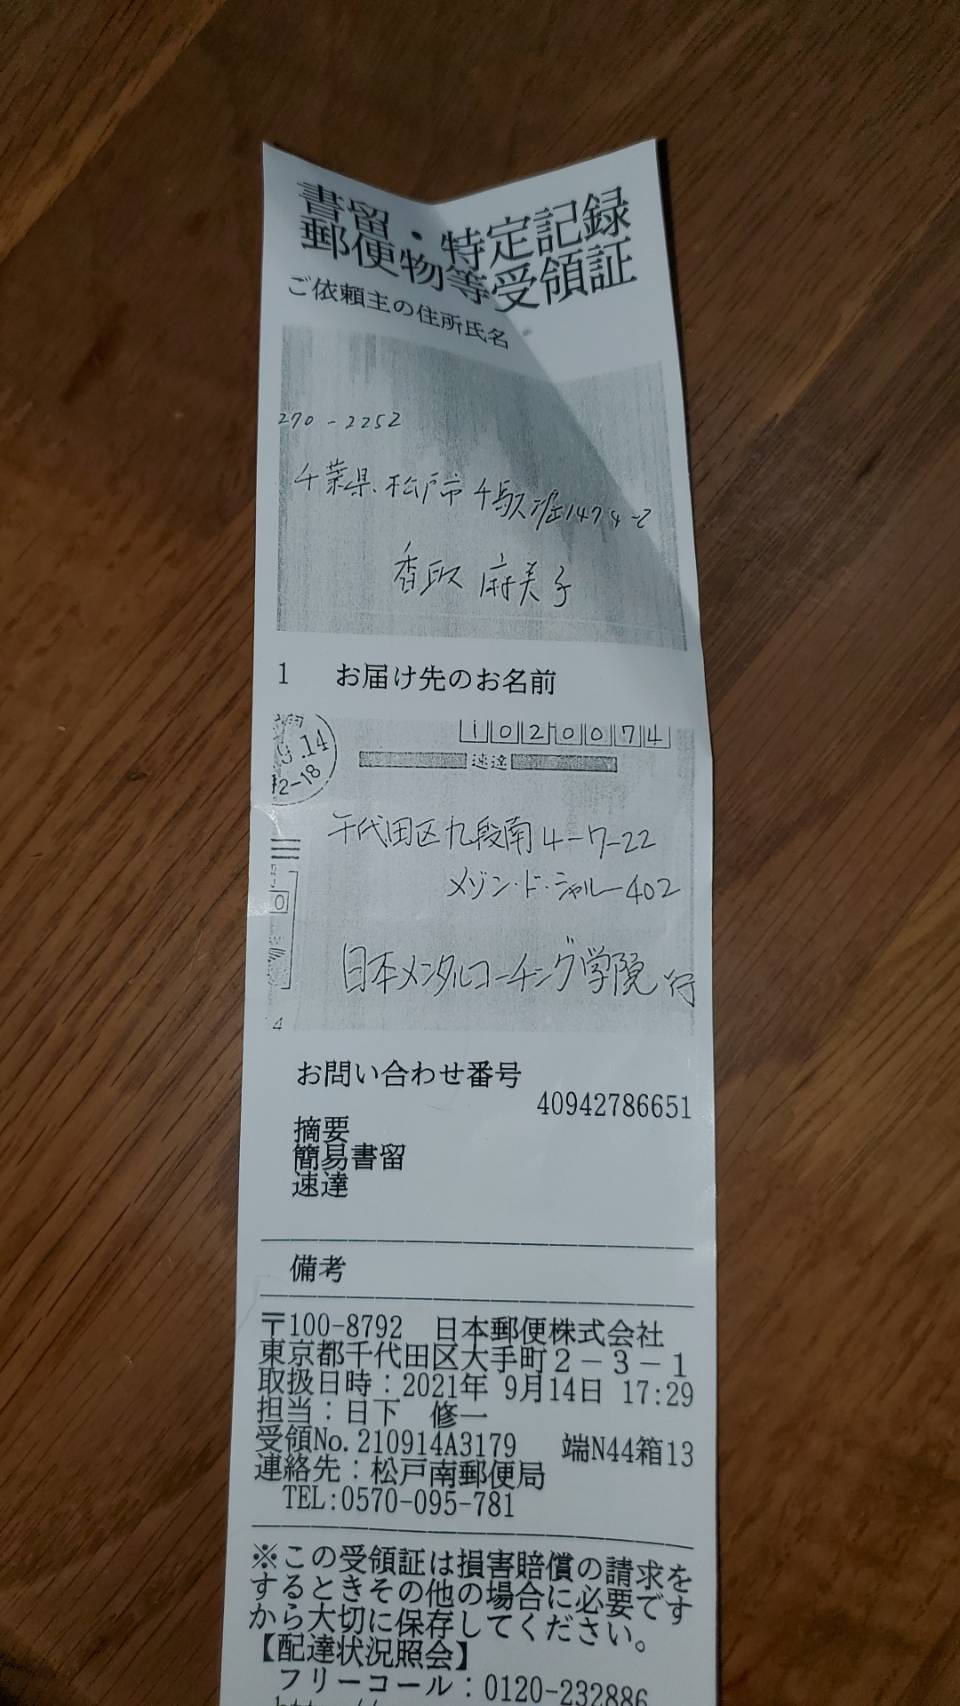 書留・特定記録
郵便物等受領証
ご依頼主の住所氏名
270-2252
千葉県松戸市千駄堀1474-2
香取 麻美子
1 お届け先のお名前
1020074
.14
12-18
速達
千代田区九段南4-7-22
メゾン・ド・シャルー402
日本メンタルコーチング学院 行
0
4
お問い合わせ番号
40942786651
摘要
簡易書留
速達
備考
〒100-8792 日本郵便株式会社
東京都千代田区大手町2-3-1
取扱日時:2021年 9月14日 17:29
担当:日下 修一
受領No.210914A3179 端N44箱13
連絡先:松戸南郵便局
TEL:0570-095-781
※この受領証は損害賠償の請求を
するときその他の場合に必要です
から大切に保存してください。
【配達状況照会】
フリーコール:0120-232886